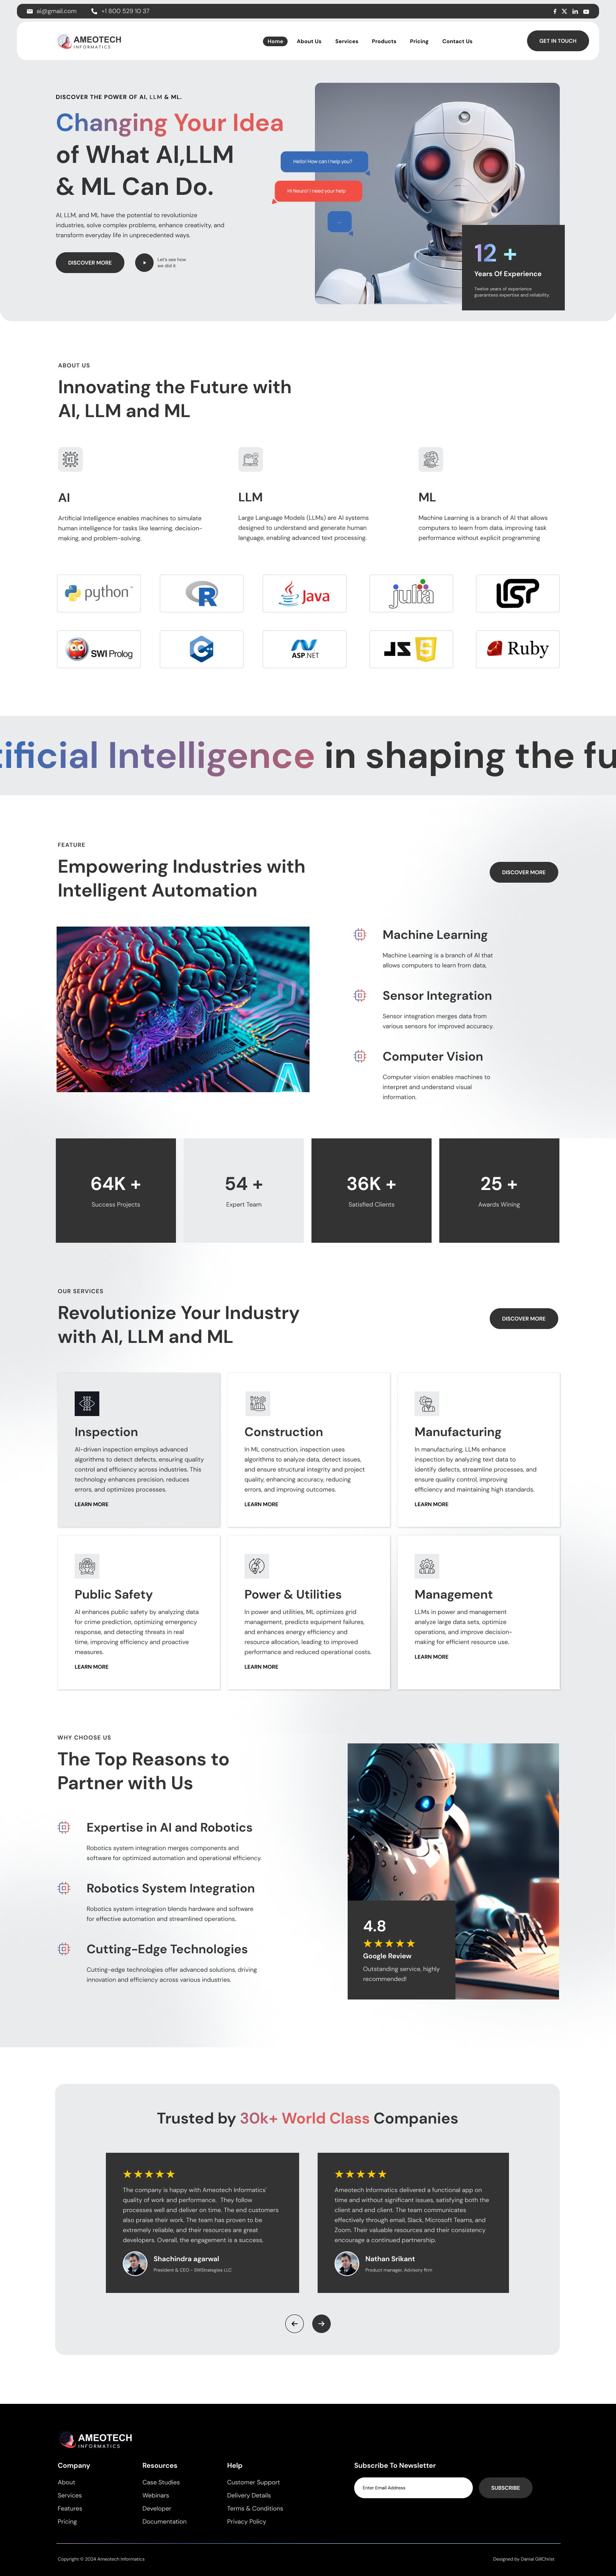 ai@gmail.com +1 800 529 10 37
AMEOTECH
INFORMATICS
Home About Us Services Products Pricing Contact Us
GET IN TOUCH
DISCOVER THE POWER OF AI, LLM & ML.
Changing Your Idea
of What AI,LLM
& ML Can Do.
AI, LLM, and ML have the potential to revolutionize
industries, solve complex problems, enhance creativity, and
transform everyday life in unprecedented ways.
DISCOVER MORE
Let's see how
we did it
Hello! How can I help you?
Hi Neuro! I need your help
...
12 +
Years Of Experience
Twelve years of experience
guarantees expertise and reliability.
ABOUT US
Innovating the Future with
AI, LLM and ML
AI
Artificial Intelligence enables machines to simulate
human intelligence for tasks like learning, decision-
making, and problem-solving.
LLM
Large Language Models (LLMs) are AI systems
designed to understand and generate human
language, enabling advanced text processing.
ML
Machine Learning is a branch of AI that allows
computers to learn from data, improving task
performance without explicit programming
python™
R
Java
julia
LISP
SWI Prolog
C++
ASP.NET
JS 5
Ruby
tificial Intelligence in shaping the fu
FEATURE
Empowering Industries with
Intelligent Automation
DISCOVER MORE
Machine Learning
Machine Learning is a branch of AI that
allows computers to learn from data,
Sensor Integration
Sensor integration merges data from
various sensors for improved accuracy.
Computer Vision
Computer vision enables machines to
interpret and understand visual
information.
64K +
Success Projects
54 +
Expert Team
36K +
Satisfied Clients
25 +
Awards Wining
OUR SERVICES
Revolutionize Your Industry
with AI, LLM and ML
DISCOVER MORE
Inspection
AI-driven inspection employs advanced
algorithms to detect defects, ensuring quality
control and efficiency across industries. This
technology enhances precision, reduces
errors, and optimizes processes.
LEARN MORE
Construction
In ML construction, inspection uses
algorithms to analyze data, detect issues,
and ensure structural integrity and project
quality, enhancing accuracy, reducing
errors, and improving outcomes.
LEARN MORE
Manufacturing
In manufacturing, LLMs enhance
inspection by analyzing text data to
identify defects, streamline processes, and
ensure quality control, improving
efficiency and maintaining high standards.
LEARN MORE
Public Safety
AI enhances public safety by analyzing data
for crime prediction, optimizing emergency
response, and detecting threats in real
time, improving efficiency and proactive
measures.
LEARN MORE
Power & Utilities
In power and utilities, ML optimizes grid
management, predicts equipment failures,
and enhances energy efficiency and
resource allocation, leading to improved
performance and reduced operational costs.
LEARN MORE
Management
LLMs in power and management
analyze large data sets, optimize
operations, and improve decision-
making for efficient resource use.
LEARN MORE
WHY CHOOSE US
The Top Reasons to
Partner with Us
Expertise in AI and Robotics
Robotics system integration merges components and
software for optimized automation and operational efficiency.
Robotics System Integration
Robotics system integration blends hardware and software
for effective automation and streamlined operations.
Cutting-Edge Technologies
Cutting-edge technologies offer advanced solutions, driving
innovation and efficiency across various industries.
4.8
Google Review
Outstanding service, highly
recommended!
Trusted by 30k+ World Class Companies
The company is happy with Ameotech Informatics'
quality of work and performance. They follow
processes well and deliver on time. The end customers
also praise their work. The team has proven to be
extremely reliable, and their resources are great
developers. Overall, the engagement is a success.
Shachindra agarwal
President & CEO - SWStrategies LLC
Ameotech Informatics delivered a functional app on
time and without significant issues, satisfying both the
client and end client. The team communicates
effectively through email, Slack, Microsoft Teams, and
Zoom. Their valuable resources and their consistency
encourage a continued partnership.
Nathan Srikant
Product manager, Advisory firm
AMEOTECH
INFORMATICS
Company
About
Services
Features
Pricing
Resources
Case Studies
Webinars
Developer
Documentation
Help
Customer Support
Delivery Details
Terms & Conditions
Privacy Policy
Subscribe To Newsletter
Enter Email Address
SUBSCRIBE
Copyright © 2024 Ameotech Informatics
Designed by Danial GillChrist